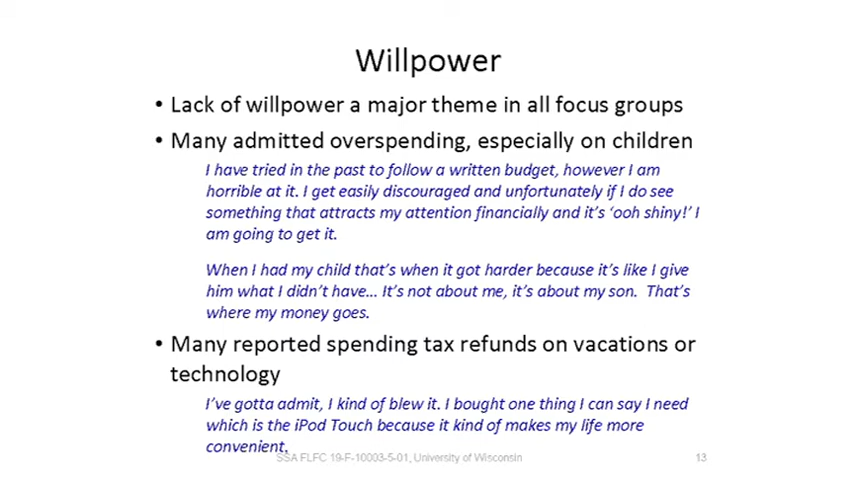 Willpower
• Lack of willpower a major theme in all focus groups
• Many admitted overspending, especially on children
I have tried in the past to follow a written budget, however I am
horrible at it. I get easily discouraged and unfortunately if I do see
something that attracts my attention financially and it's 'ooh shiny!' I
am going to get it.
When I had my child that's when it got harder because it's like I give
him what I didn't have... It's not about me, it's about my son.  That's
where my money goes.
• Many reported spending tax refunds on vacations or
technology
I've gotta admit, I kind of blew it. I bought one thing I can say I need
which is the iPod Touch because it kind of makes my life more
convenient.
SSA FLFC 19-F-10003-5-01, University of Wisconsin
13